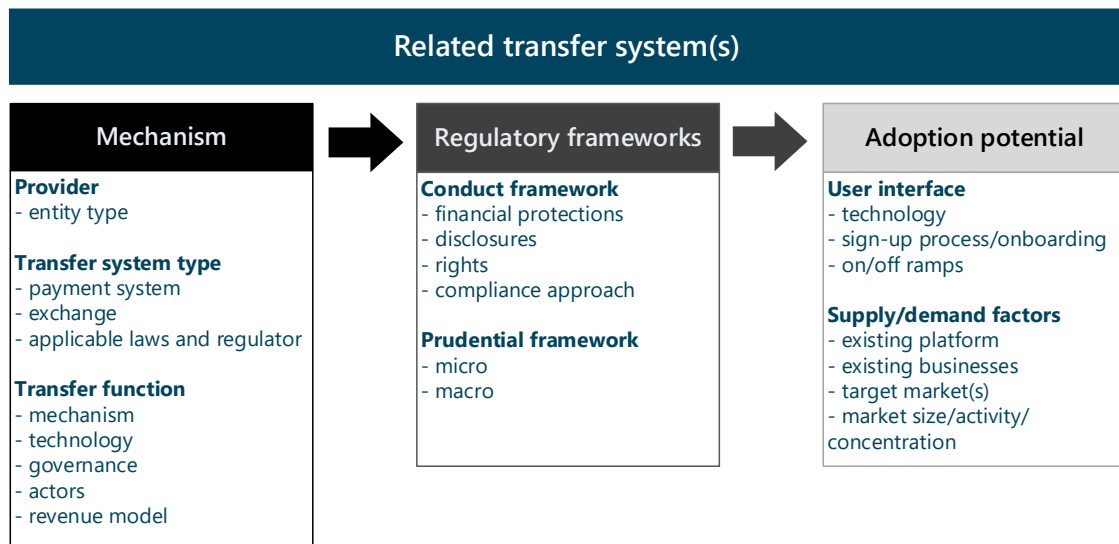 Related transfer system(s)
Mechanism
Provider
- entity type
Transfer system type
- payment system
- exchange
- applicable laws and regulator
Transfer function
- mechanism
- technology
- governance
- actors
- revenue model
Regulatory frameworks
Conduct framework
- financial protections
- disclosures
- rights
- compliance approach
Prudential framework
- micro
- macro
Adoption potential
User interface
- technology
- sign-up process/onboarding
- on/off ramps
Supply/demand factors
- existing platform
- existing businesses
- target market(s)
- market size/activity/
concentration